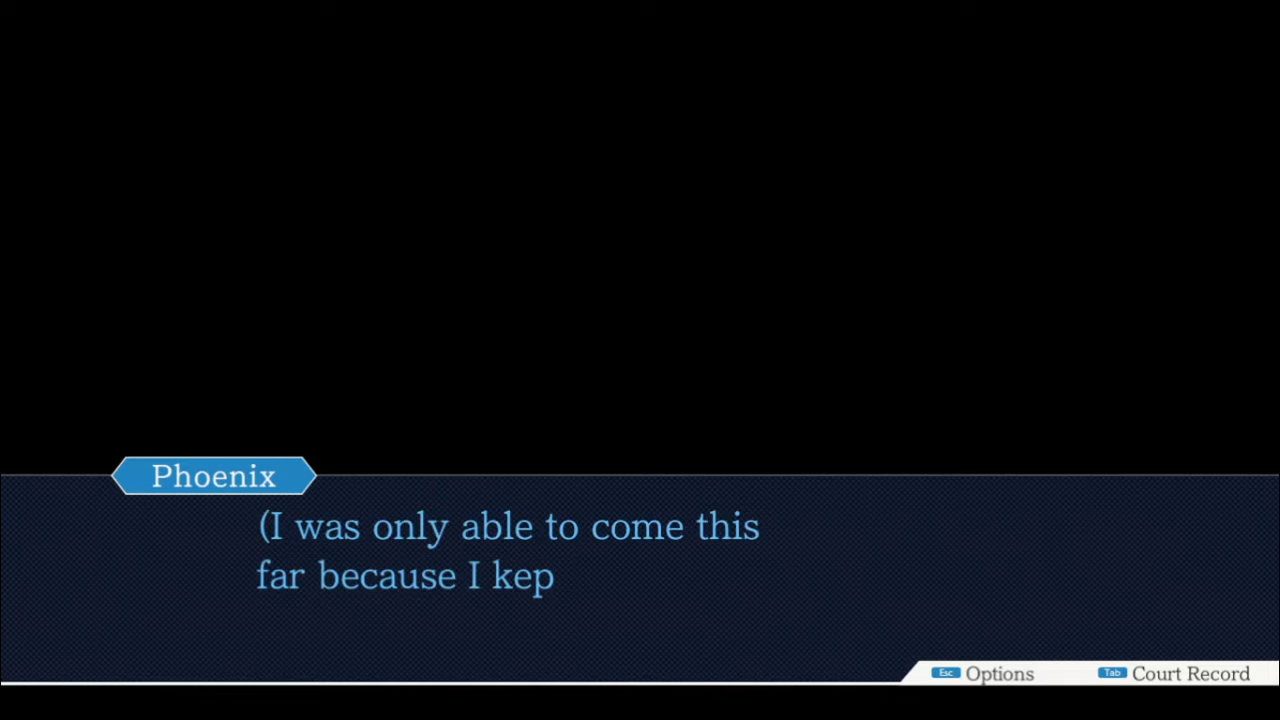 Phoenix
(I was only able to come this
far because I kep
Esc Options Tab Court Record